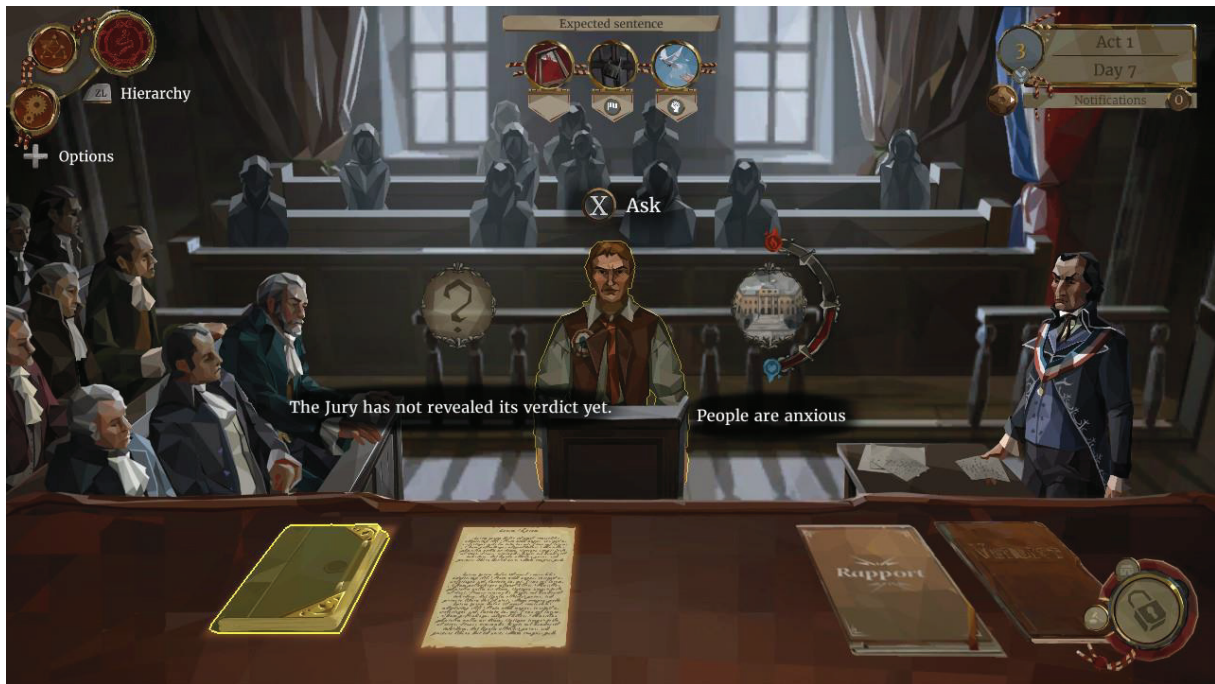 Expected sentence
3
Act 1
Day 7
Notifications
0
ZL
Hierarchy
Options
X
Ask
?
The Jury has not revealed its verdict yet.
People are anxious
Rapport